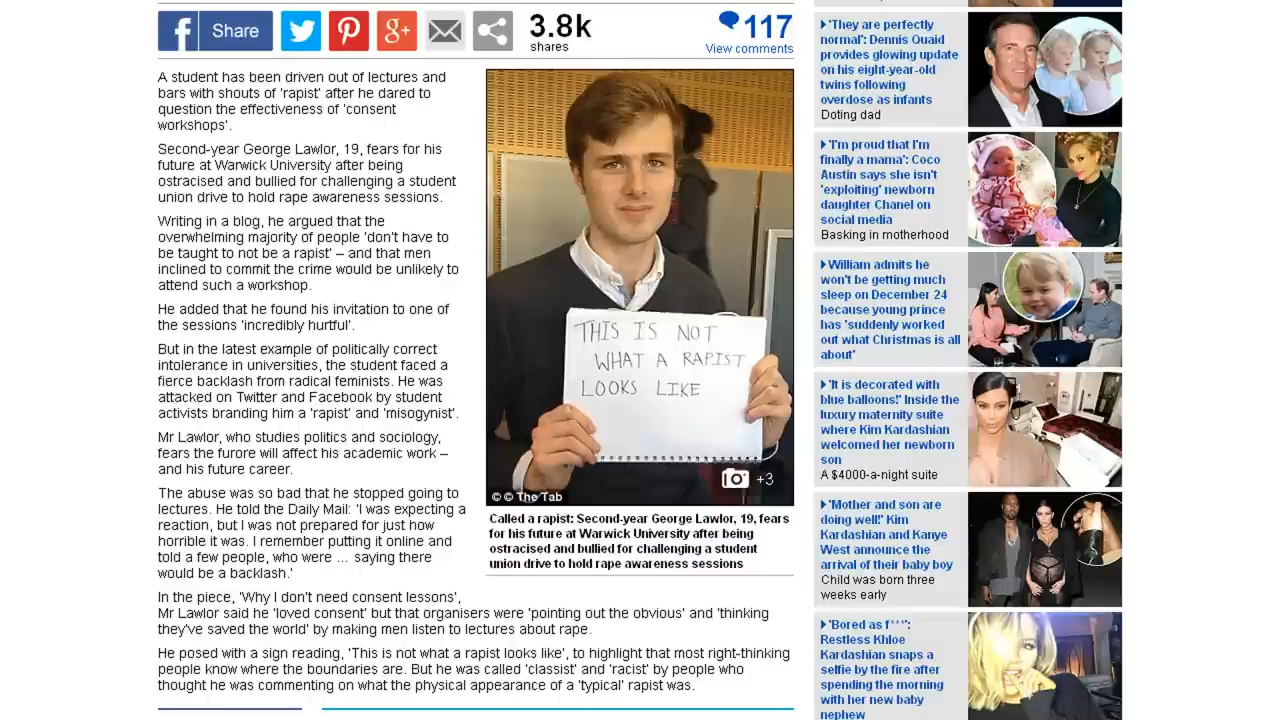 Share
3.8k
shares
117
View comments
A student has been driven out of lectures and
bars with shouts of 'rapist' after he dared to
question the effectiveness of 'consent
workshops'.
Second-year George Lawlor, 19, fears for his
future at Warwick University after being
ostracised and bullied for challenging a student
union drive to hold rape awareness sessions.
Writing in a blog, he argued that the
overwhelming majority of people 'don't have to
be taught to not be a rapist' – and that men
inclined to commit the crime would be unlikely to
attend such a workshop.
He added that he found his invitation to one of
the sessions 'incredibly hurtful'.
But in the latest example of politically correct
intolerance in universities, the student faced a
fierce backlash from radical feminists. He was
attacked on Twitter and Facebook by student
activists branding him a 'rapist' and 'misogynist'.
Mr Lawlor, who studies politics and sociology,
fears the furore will affect his academic work –
and his future career.
The abuse was so bad that he stopped going to
lectures. He told the Daily Mail: 'I was expecting a
reaction, but I was not prepared for just how
horrible it was. I remember putting it online and
told a few people, who were ... saying there
would be a backlash.'
In the piece, 'Why I don't need consent lessons',
Mr Lawlor said he 'loved consent' but that organisers were 'pointing out the obvious' and 'thinking
they've saved the world' by making men listen to lectures about rape.
He posed with a sign reading, 'This is not what a rapist looks like', to highlight that most right-thinking
people know where the boundaries are. But he was called 'classist' and 'racist' by people who
thought he was commenting on what the physical appearance of a 'typical' rapist was.
THIS IS NOT
WHAT A RAPIST
LOOKS LIKE
+3
© © The Tab
Called a rapist: Second-year George Lawlor, 19, fears
for his future at Warwick University after being
ostracised and bullied for challenging a student
union drive to hold rape awareness sessions
'They are perfectly
normal': Dennis Quaid
provides glowing update
on his eight-year-old
twins following
overdose as infants
Doting dad
'I'm proud that I'm
finally a mama': Coco
Austin says she isn't
'exploiting' newborn
daughter Chanel on
social media
Basking in motherhood
William admits he
won't be getting much
sleep on December 24
because young prince
has 'suddenly worked
out what Christmas is all
about'
'It is decorated with
blue balloons!' Inside the
luxury maternity suite
where Kim Kardashian
welcomed her newborn
son
A $4000-a-night suite
'Mother and son are
doing well!' Kim
Kardashian and Kanye
West announce the
arrival of their baby boy
Child was born three
weeks early
'Bored as f***':
Restless Khloe
Kardashian snaps a
selfie by the fire after
spending the morning
with her new baby
nephew